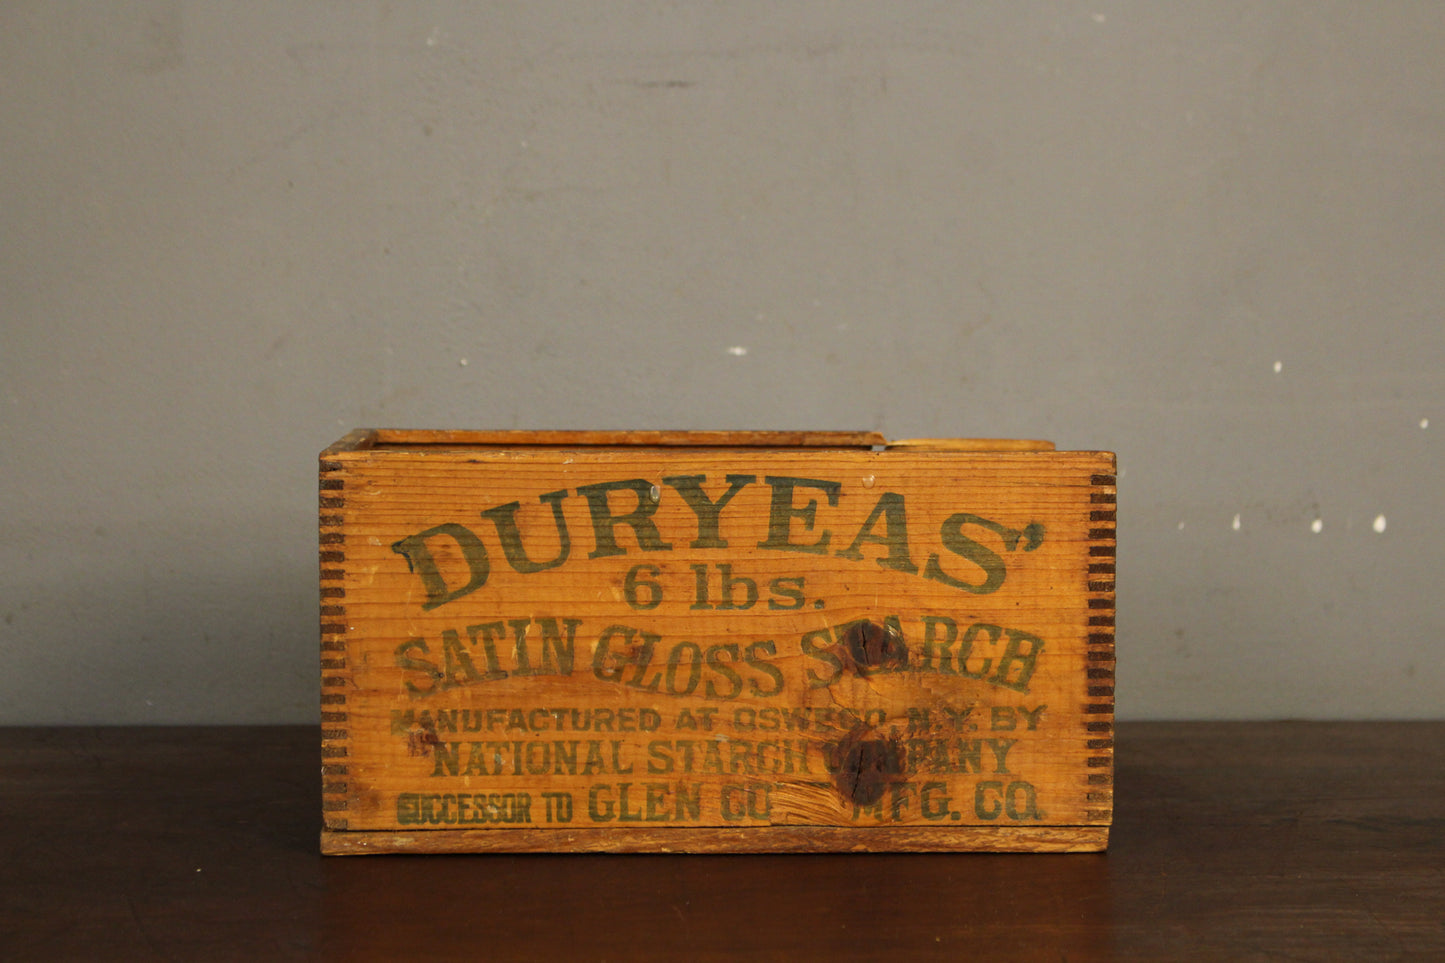 DURYEAS'
6 lbs.
SATIN GLOSS STARCH
MANUFACTURED AT OSWEGO, N.Y. BY
NATIONAL STARCH COMPANY
SUCCESSOR TO GLEN CO MFG. CO.